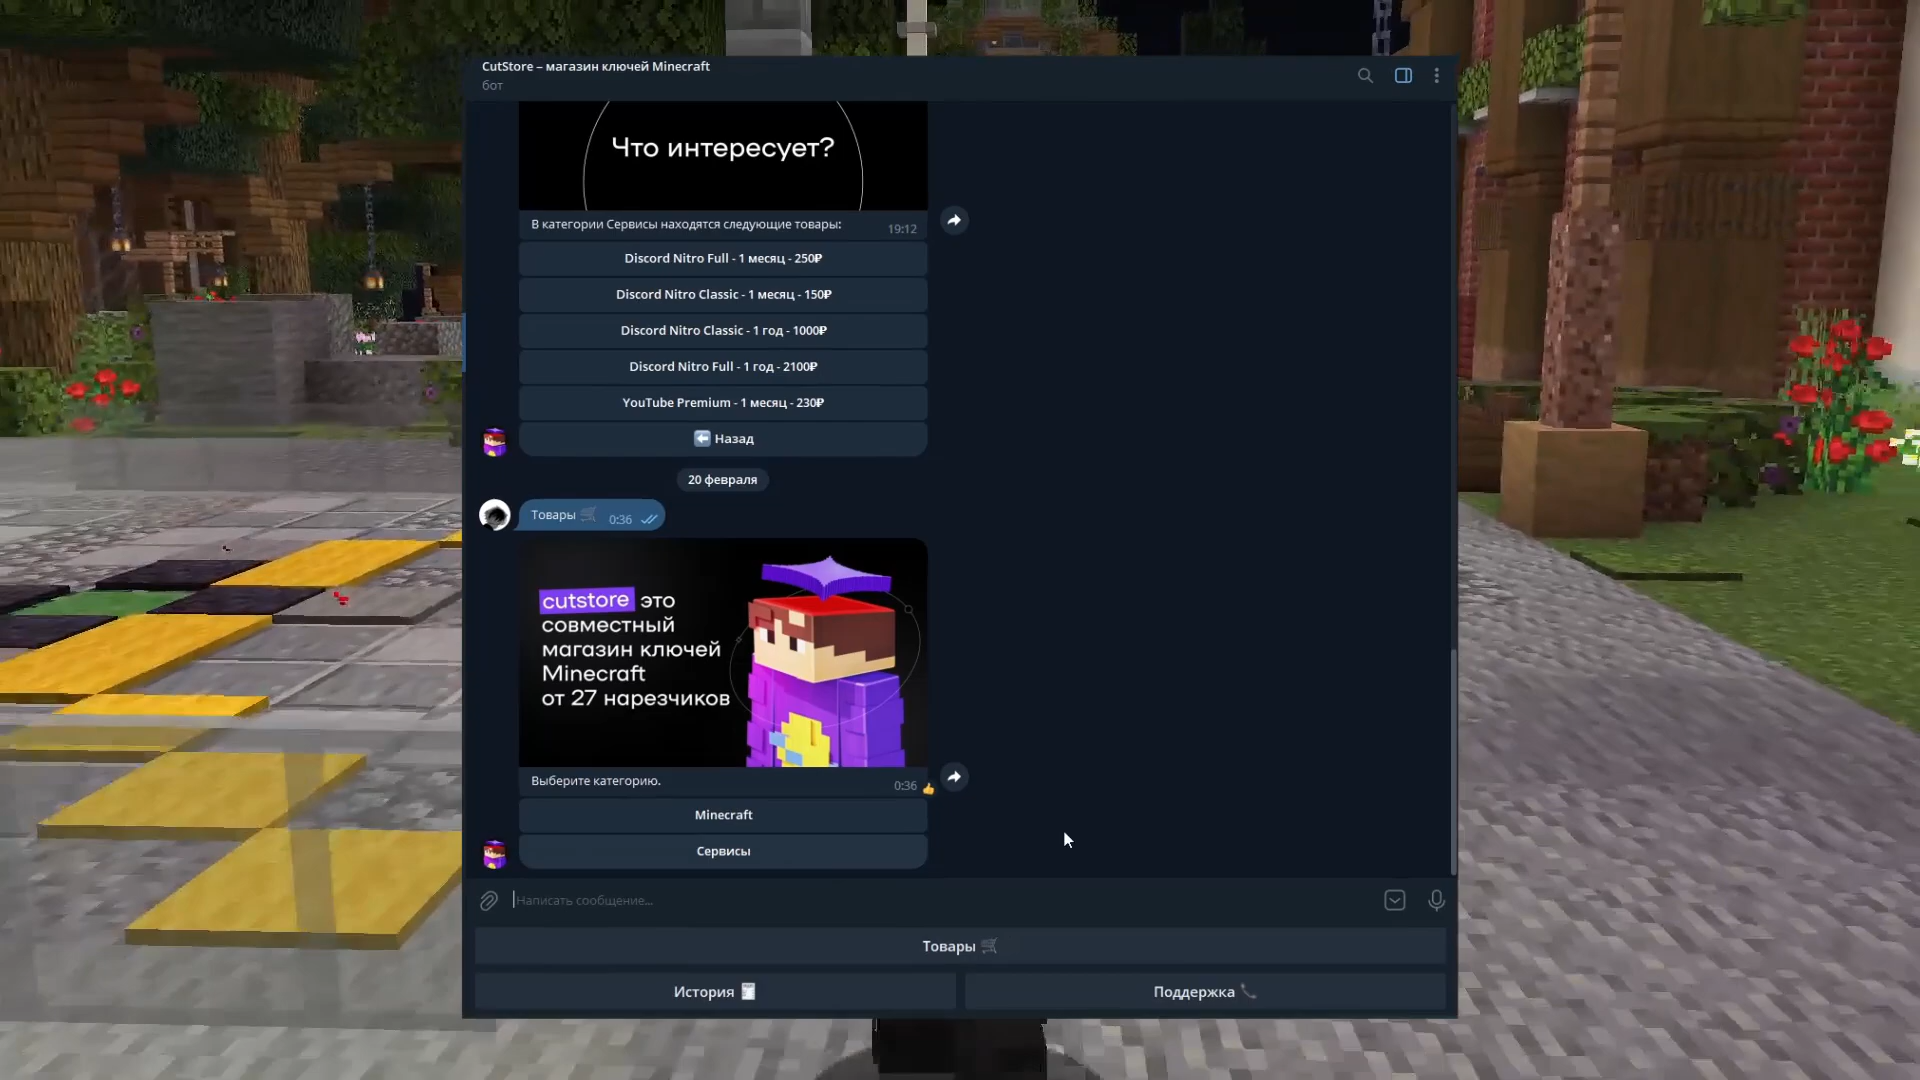 CutStore – магазин ключей Minecraft
бот
Что интересует?
В категории Сервисы находятся следующие товары:
19:12
Discord Nitro Full - 1 месяц - 250₽
Discord Nitro Classic - 1 месяц - 150₽
Discord Nitro Classic - 1 год - 1000₽
Discord Nitro Full - 1 год - 2100₽
YouTube Premium - 1 месяц - 230₽
⬅️ Назад
20 февраля
Товары 🛒 0:36
cutstore это
совместный
магазин ключей
Minecraft
от 27 нарезчиков
Выберите категорию.
0:36
Minecraft
Сервисы
Написать сообщение...
Товары 🛒
История 🧾
Поддержка 📞